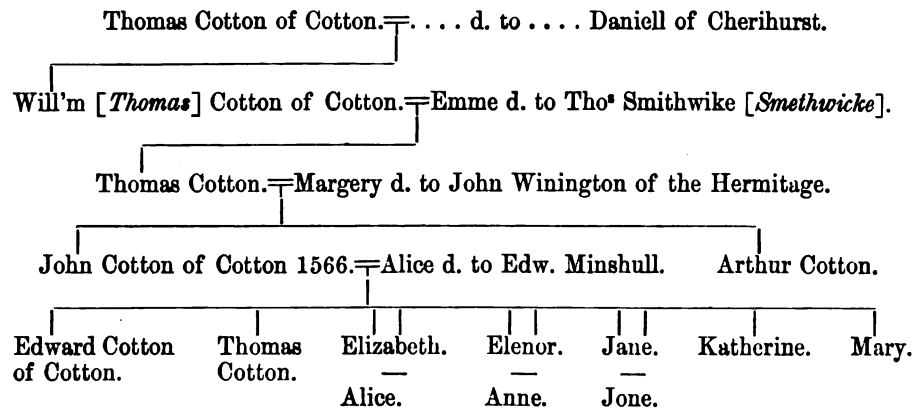 Thomas Cotton of Cotton.=.... d. to .... Daniell of Cherihurst.
Will'm [Thomas] Cotton of Cotton.=Emme d. to Thoˢ Smithwike [Smethwicke].
Thomas Cotton.=Margery d. to John Winington of the Hermitage.
John Cotton of Cotton 1566.=Alice d. to Edw. Minshull. Arthur Cotton.
Edward Cotton Thomas Elizabeth. Elenor. Jane. Katherine. Mary.
of Cotton. Cotton. — — —
Alice. Anne. Jone.